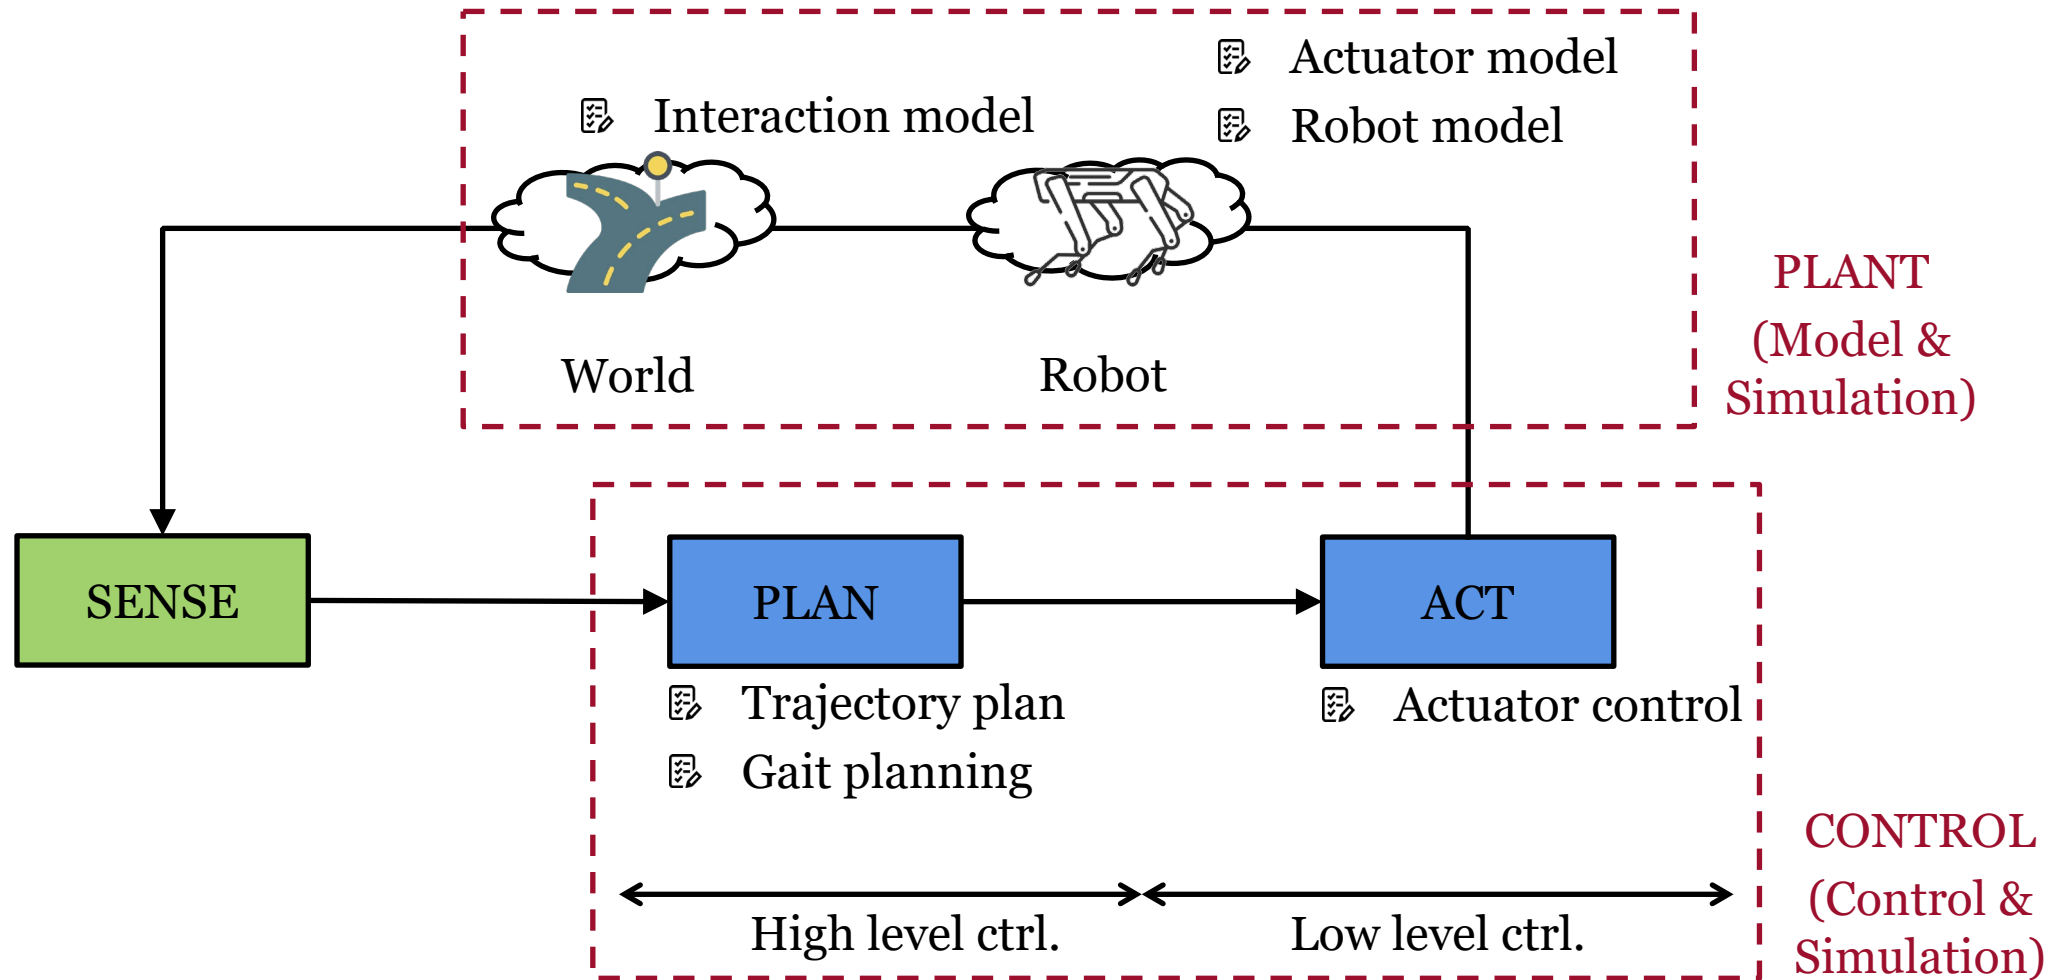 Actuator model
Interaction model
Robot model
World
Robot
PLANT
(Model &
Simulation)
SENSE
PLAN
ACT
Trajectory plan
Gait planning
Actuator control
High level ctrl.
Low level ctrl.
CONTROL
(Control &
Simulation)